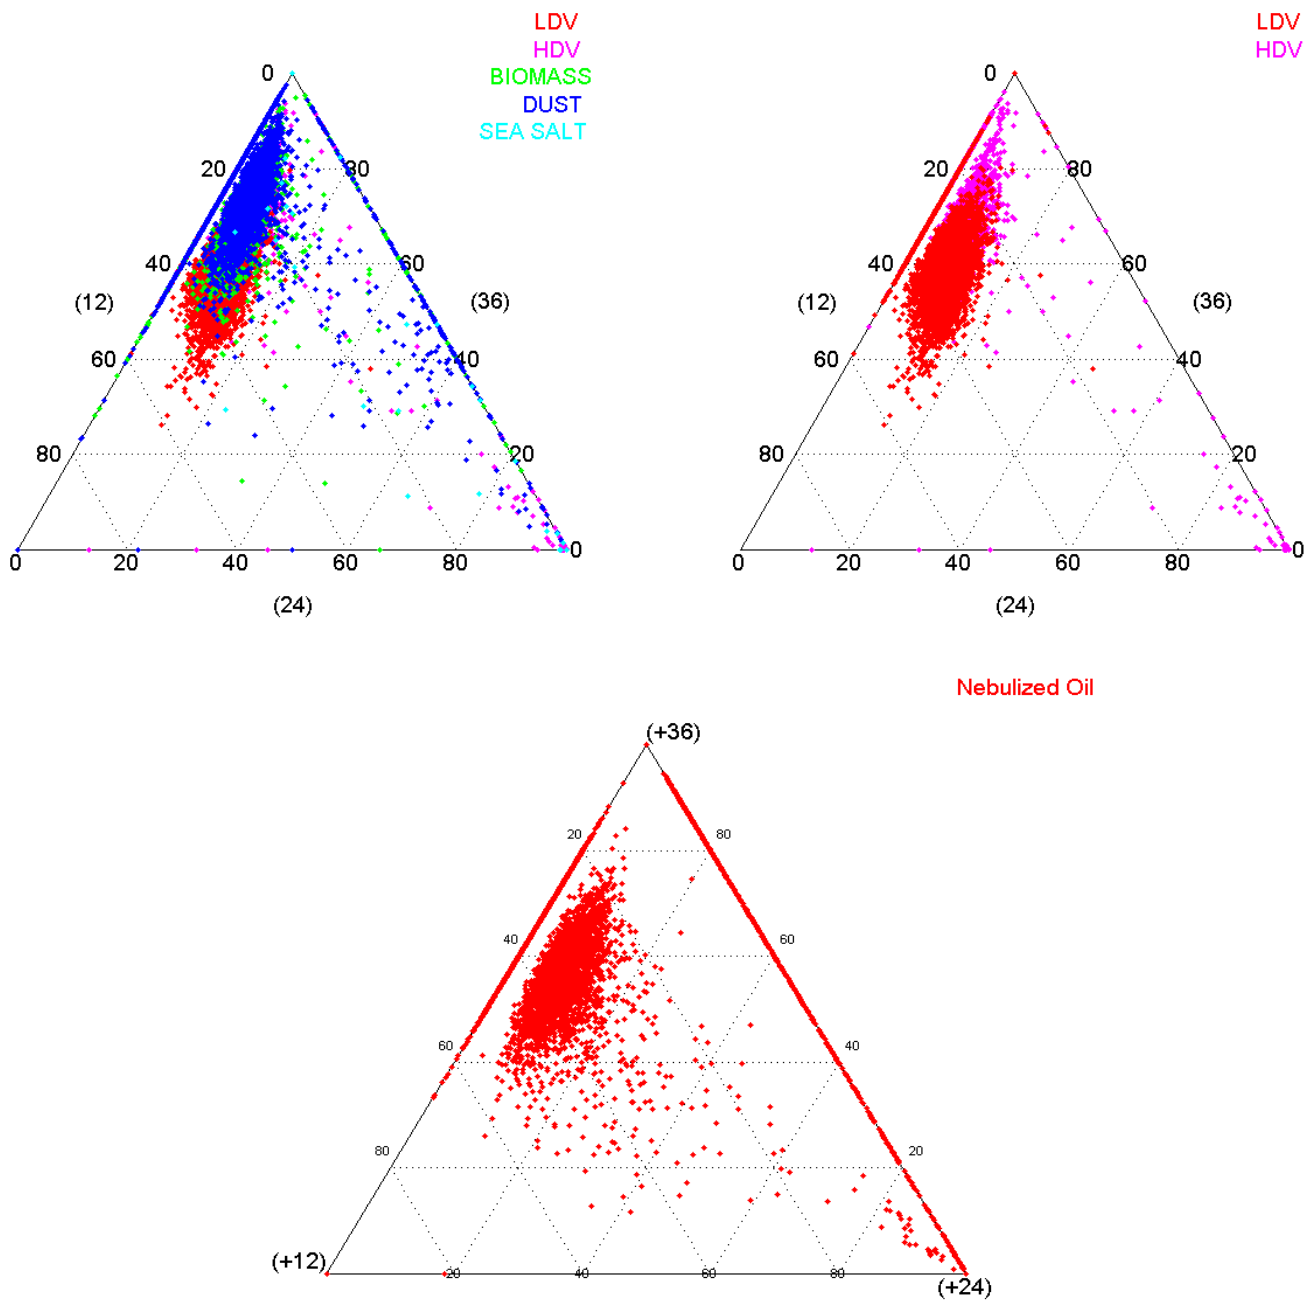 LDV
HDV
BIOMASS
DUST
SEA SALT
0
20 80
40 60
(12) (36)
60 40
80 20
0
0 20 40 60 80
(24)
LDV
HDV
0
20 80
40 60
(12) (36)
60 40
80 20
0
0 20 40 60 80
(24)
Nebulized Oil
(+36)
20 80
40 60
60 40
80 20
(+12)
20 40 60 80
(+24)